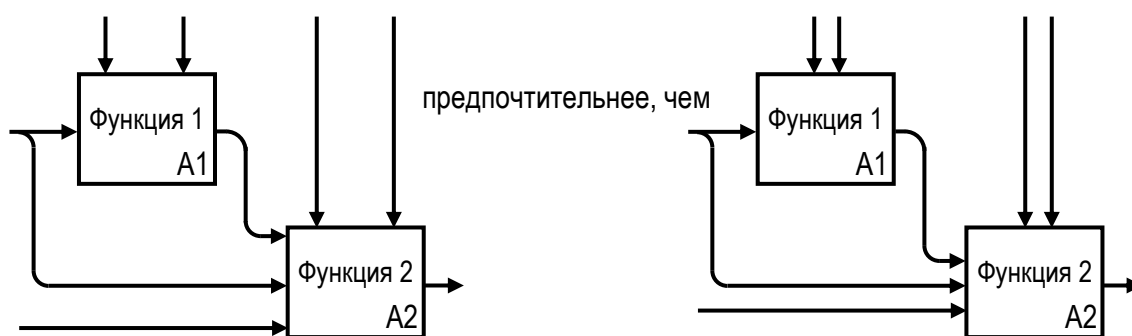 Функция 1
A1
предпочтительнее, чем
Функция 1
A1
Функция 2
A2
Функция 2
A2